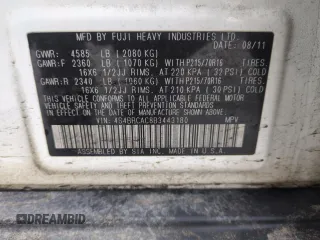 MFD BY FUJI HEAVY INDUSTRIES LTD. 08/11
GVWR: 4585 LB ( 2080 KG)
GAWR:F 2360 LB ( 1070 KG) WITH P215/70R16 TIRES.
16X6 1/2JJ RIMS. AT 220 KPA ( 32 PSI) COLD
GAWR:R 2340 LB ( 1060 KG) WITH P215/70R16 TIRES.
16X6 1/2JJ RIMS. AT 210 KPA ( 30 PSI) COLD
THIS VEHICLE CONFORMS TO ALL APPLICABLE FEDERAL MOTOR
VEHICLE SAFETY AND THEFT PREVENTION STANDARDS IN
EFFECT ON THE DATE OF MANUFACTURE SHOWN ABOVE.
VIN: MPV
ASSEMBLED BY SIA INC. MADE IN U.S.A.
AUTOBIDCAR